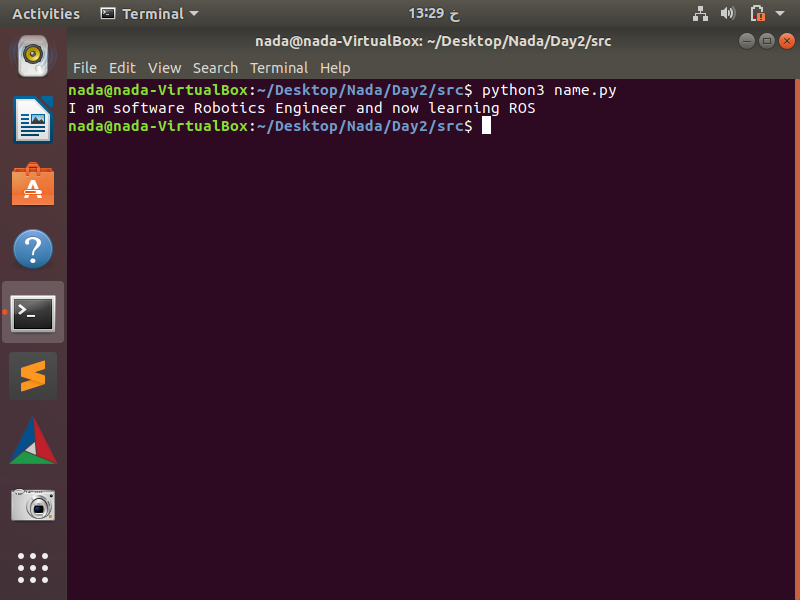 Activities Terminal 13:29 خ
nada@nada-VirtualBox: ~/Desktop/Nada/Day2/src
File Edit View Search Terminal Help
nada@nada-VirtualBox:~/Desktop/Nada/Day2/src$ python3 name.py
I am software Robotics Engineer and now learning ROS
nada@nada-VirtualBox:~/Desktop/Nada/Day2/src$